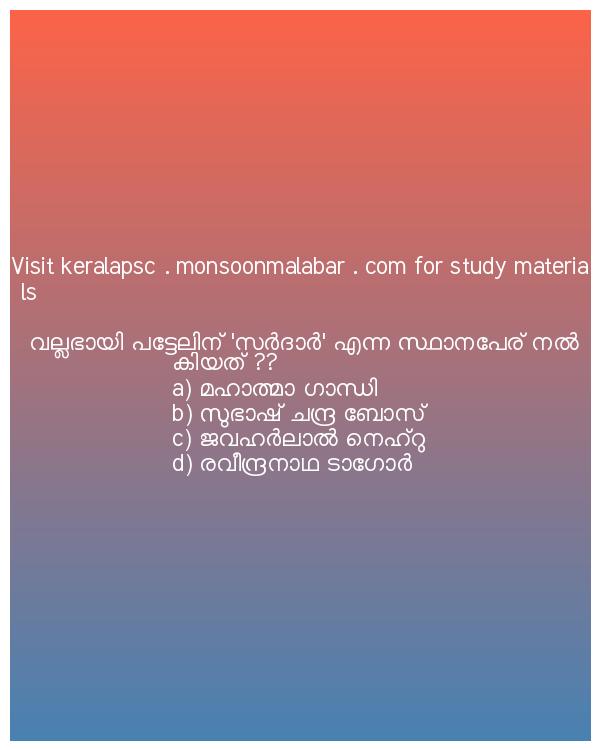 Visit keralapsc . monsoonmalabar . com for study materia
ls
വല്ലഭായി പട്ടേലിന് 'സർദാർ' എന്ന സ്ഥാനപേര് നൽ
കിയത് ??
a) മഹാത്മാ ഗാന്ധി
b) സുഭാഷ് ചന്ദ്ര ബോസ്
c) ജവഹർലാൽ നെഹ്റു
d) രവീന്ദ്രനാഥ ടാഗോർ